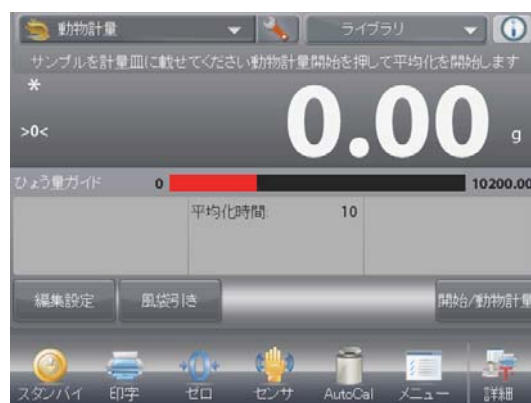 動物計量
ライブラリ
サンプルを計量皿に載せてください動物計量開始を押して平均化を開始します
*
>0<
0.00 g
ひょう量ガイド 0 10200.00
平均化時間: 10
編集設定 風袋引き 開始/動物計量
スタンバイ 印字 ゼロ センサ AutoCal メニュー 詳細